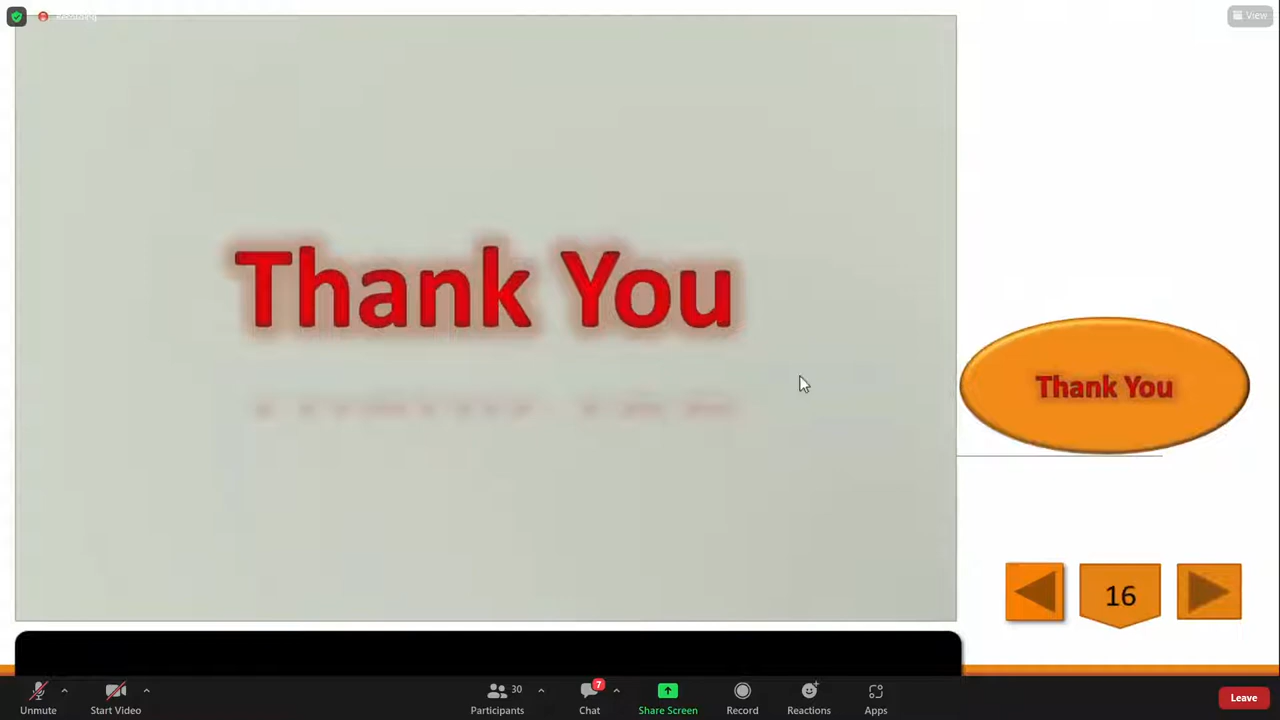 Recording
View
Thank You
Thank You
16
30
7
Unmute
Start Video
Participants
Chat
Share Screen
Record
Reactions
Apps
Leave